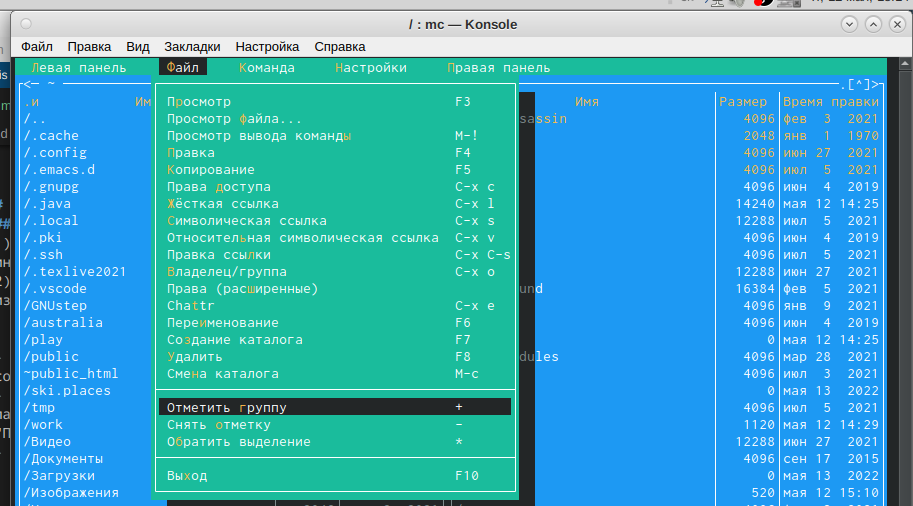 / : mc — Konsole
Файл Правка Вид Закладки Настройка Справка
Левая панель Файл Команда Настройки Правая панель
<— ~ .[^]>
.и Им Имя Размер Время правки
/.. Просмотр F3 sassin 4096 фев 3 2021
/.cache Просмотр файла... 2048 янв 1 1970
/.config Просмотр вывода команды M-! 4096 июн 27 2021
/.emacs.d Правка F4 4096 июл 5 2021
/.gnupg Копирование F5 4096 июн 4 2019
/.java Права доступа C-x c 14240 мая 12 14:25
/.local Жёсткая ссылка C-x l 12288 июл 5 2021
/.pki Символическая ссылка C-x s 4096 июн 4 2019
/.ssh Относительная символическая ссылка C-x v 4096 июл 5 2021
/.texlive2021 Правка ссылки C-x C-s 12288 июн 27 2021
/.vscode Владелец/группа C-x o und 16384 фев 5 2021
/GNUstep Права (расширенные) 4096 янв 9 2021
/australia Chattr C-x e 4096 июн 4 2019
/play Переименование F6 0 мая 12 14:25
/public Создание каталога F7 dules 4096 мар 28 2021
~public_html Удалить F8 4096 июл 3 2021
/ski.places Смена каталога M-c 0 мая 13 2022
/tmp Отметить группу + 4096 июл 5 2021
/work Снять отметку - 1120 мая 12 14:29
/Видео Обратить выделение * 12288 июн 27 2021
/Документы 4096 сен 17 2015
/Загрузки Выход F10 0 мая 13 2022
/Изображения 520 мая 12 15:10